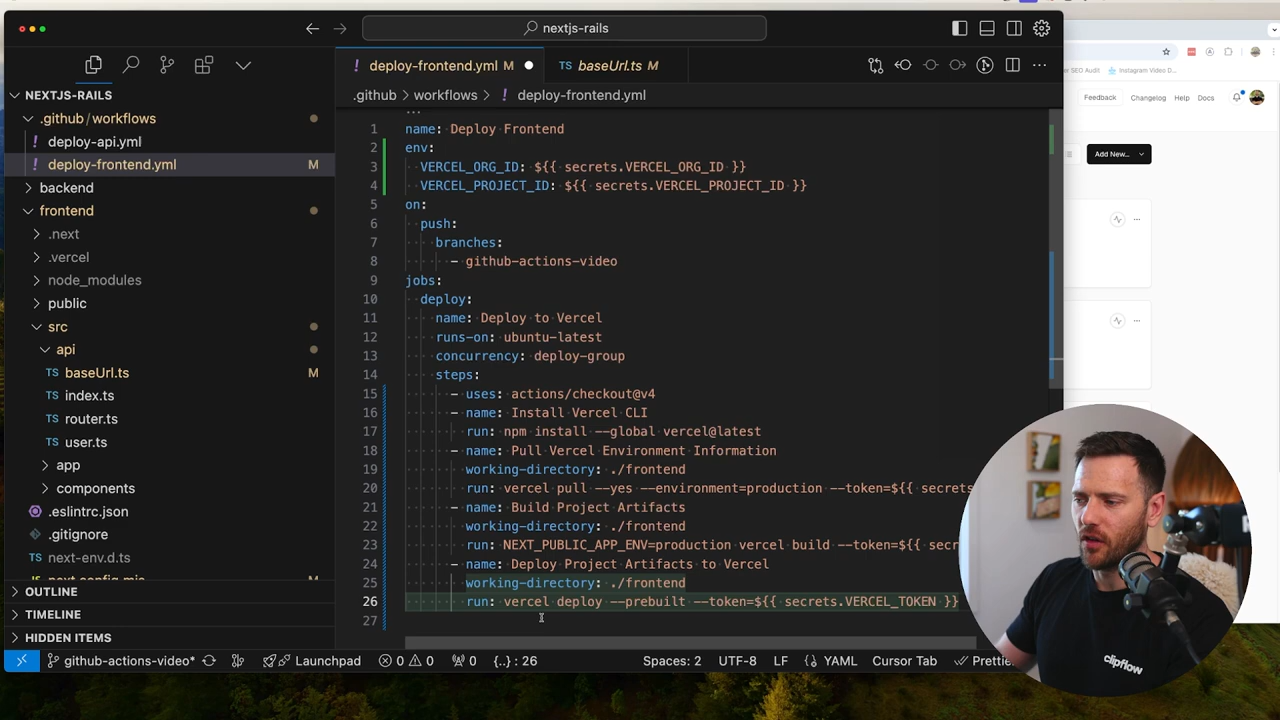 nextjs-rails
deploy-frontend.yml M
baseUrl.ts M
.github > workflows > ! deploy-frontend.yml
NEXTJS-RAILS
.github/workflows
! deploy-api.yml
! deploy-frontend.yml M
backend
frontend
.next
.vercel
node_modules
public
src
api
TS baseUrl.ts M
TS index.ts
TS router.ts
TS user.ts
app
components
.eslintrc.json
.gitignore
TS next-env.d.ts
OUTLINE
TIMELINE
HIDDEN ITEMS
1 name: Deploy Frontend
2 env:
3 VERCEL_ORG_ID: ${{ secrets.VERCEL_ORG_ID }}
4 VERCEL_PROJECT_ID: ${{ secrets.VERCEL_PROJECT_ID }}
5 on:
6 push:
7 branches:
8 - github-actions-video
9 jobs:
10 deploy:
11 name: Deploy to Vercel
12 runs-on: ubuntu-latest
13 concurrency: deploy-group
14 steps:
15 - uses: actions/checkout@v4
16 - name: Install Vercel CLI
17 run: npm install --global vercel@latest
18 - name: Pull Vercel Environment Information
19 working-directory: ./frontend
20 run: vercel pull --yes --environment=production --token=${{ secrets
21 - name: Build Project Artifacts
22 working-directory: ./frontend
23 run: NEXT_PUBLIC_APP_ENV=production vercel build --token=${{ secr
24 - name: Deploy Project Artifacts to Vercel
25 working-directory: ./frontend
26 run: vercel deploy --prebuilt --token=${{ secrets.VERCEL_TOKEN }}
27
github-actions-video*
Launchpad
0 0
0
{..} : 26
Spaces: 2
UTF-8
LF
YAML
Cursor Tab
er SEO Audit
Instagram Video D...
Feedback
Changelog
Help
Docs
Add New...
clipflow